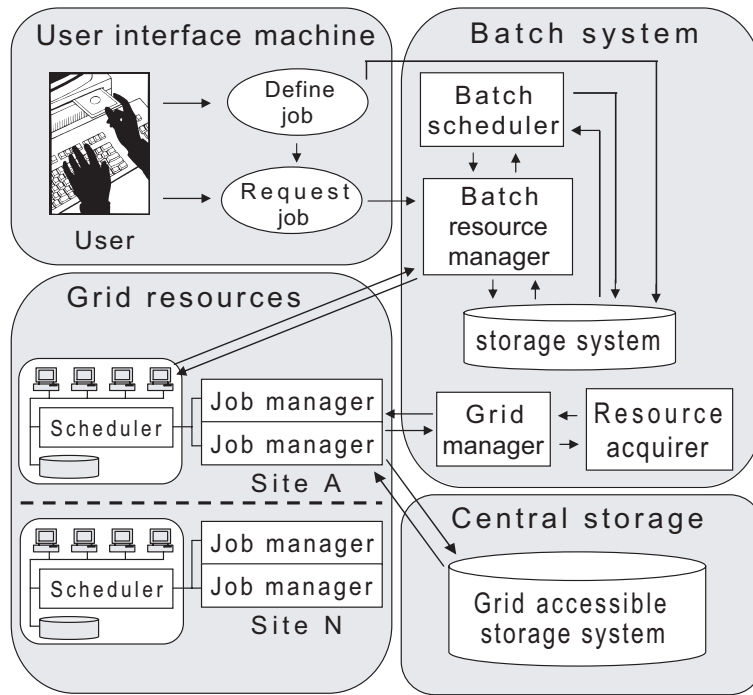 User interface machine
Define
job
Request
job
User
Batch system
Batch
scheduler
Batch
resource
manager
storage system
Grid
manager
Resource
acquirer
Grid resources
Scheduler
Job manager
Job manager
Site A
Scheduler
Job manager
Job manager
Site N
Central storage
Grid accessible
storage system